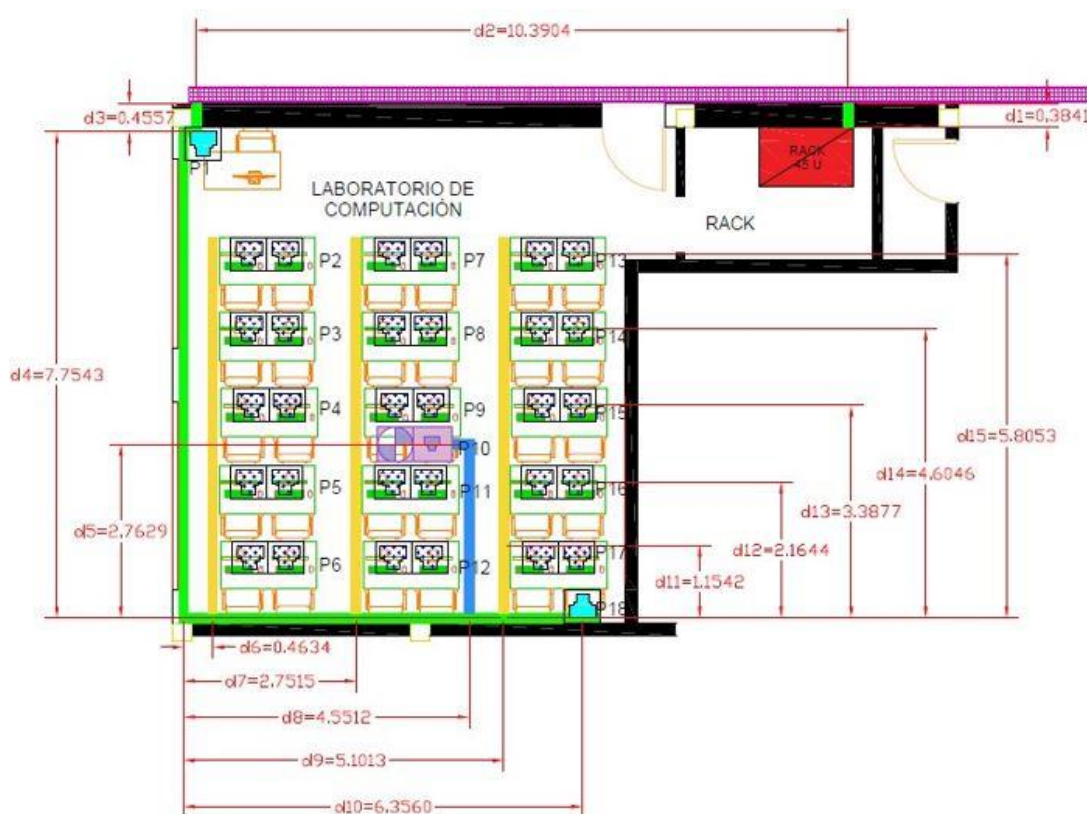 d2=10.3904
d3=0.4557
d1=0.3841
P1
RACK
45 U
LABORATORIO DE
COMPUTACIÓN
RACK
P2
P7
P13
P3
P8
P14
d4=7.7543
P4
P9
P15
d15=5.8053
P10
d14=4.6046
P5
P11
P16
d13=3.3877
d5=2.7629
d12=2.1644
P6
P12
P17
d11=1.1542
P18
d6=0.4634
d7=2.7515
d8=4.5512
d9=5.1013
d10=6.3560